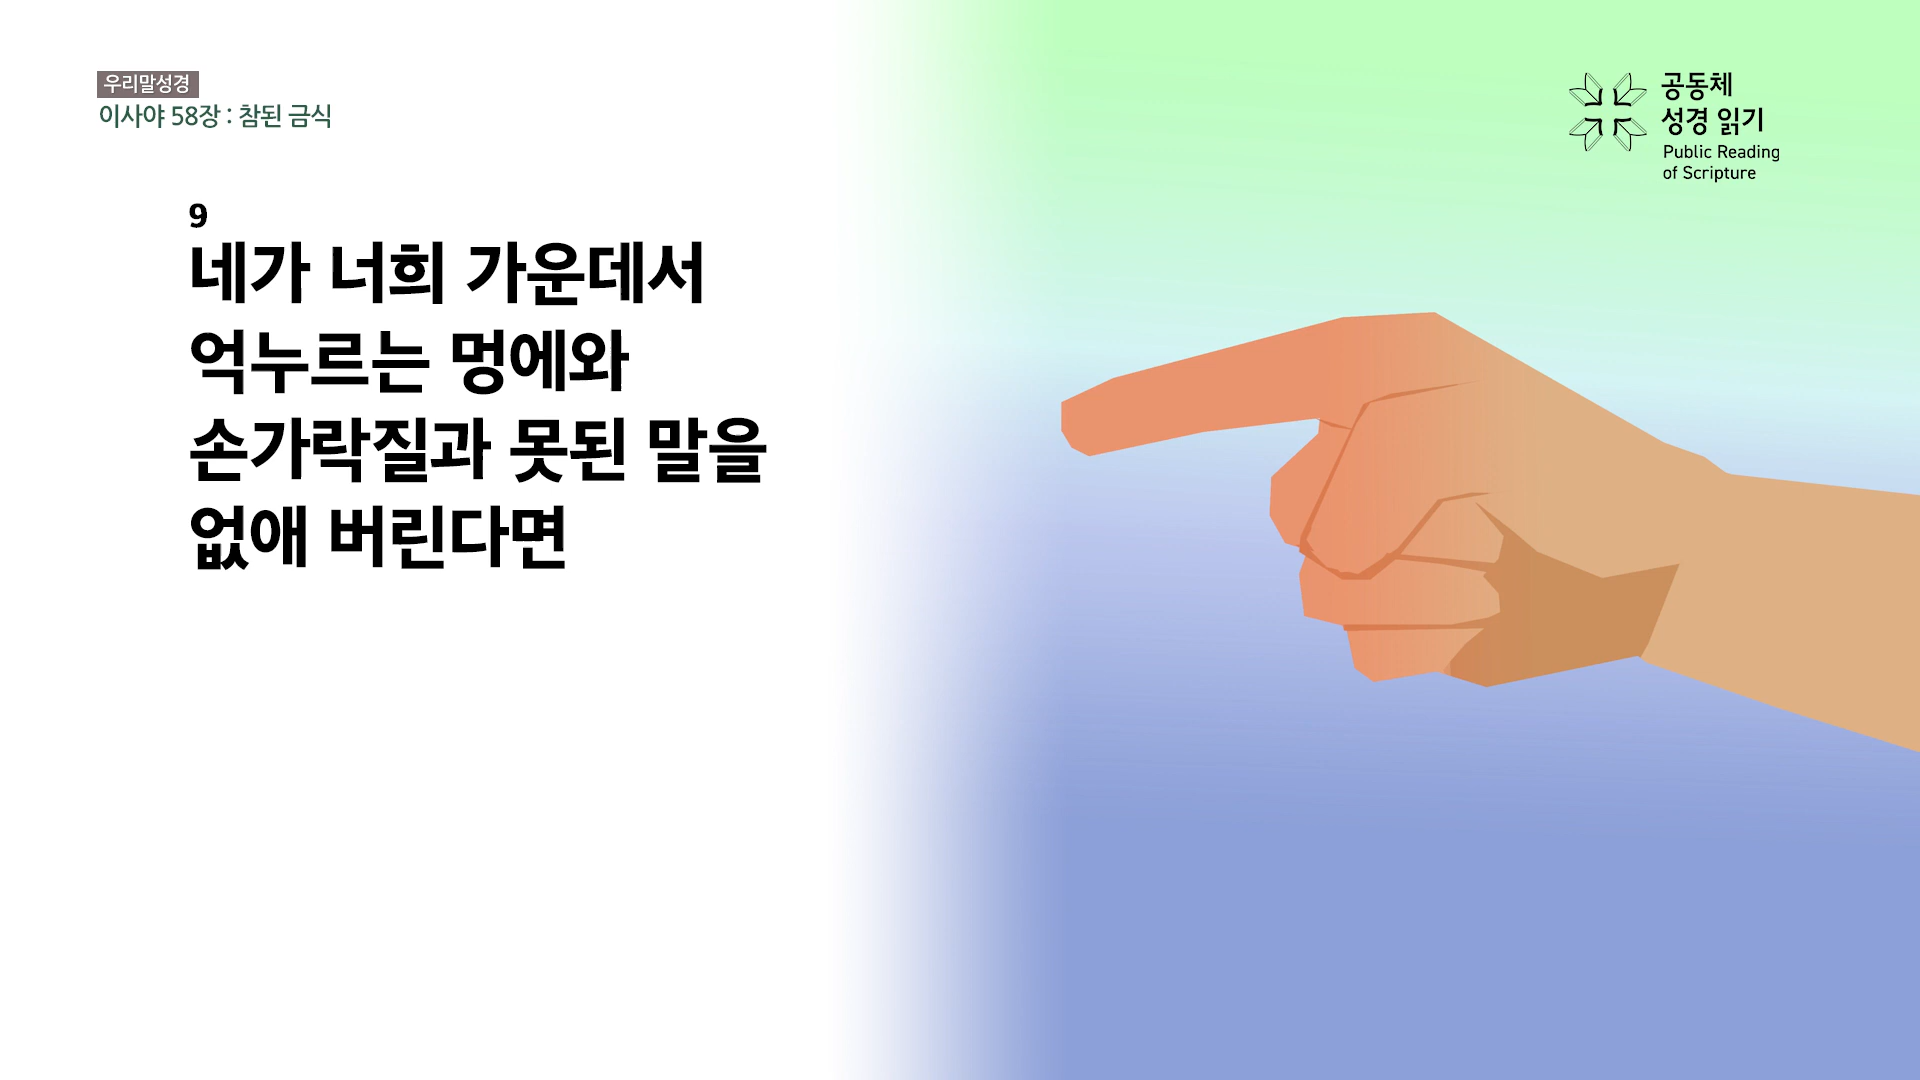 우리말성경
이사야 58장 : 참된 금식
공동체
성경 읽기
Public Reading
of Scripture
9
네가 너희 가운데서
억누르는 멍에와
손가락질과 못된 말을
없애 버린다면